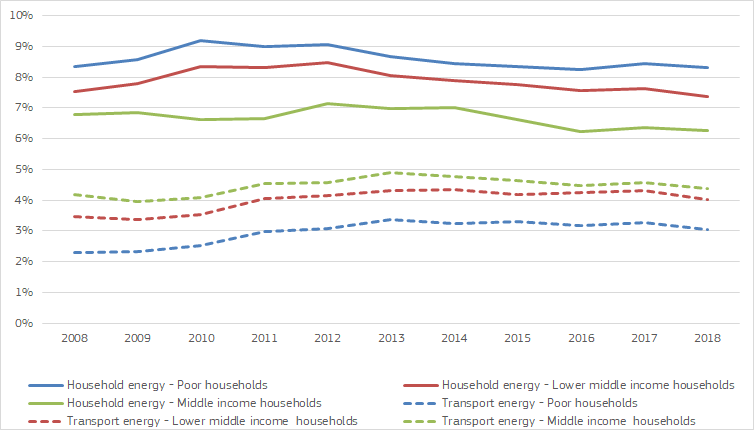 10%
9%
8%
7%
6%
5%
4%
3%
2%
1%
0%
2008 2009 2010 2011 2012 2013 2014 2015 2016 2017 2018
Household energy - Poor households Household energy - Lower middle income households
Household energy - Middle income households Transport energy - Poor households
Transport energy - Lower middle income households Transport energy - Middle income households